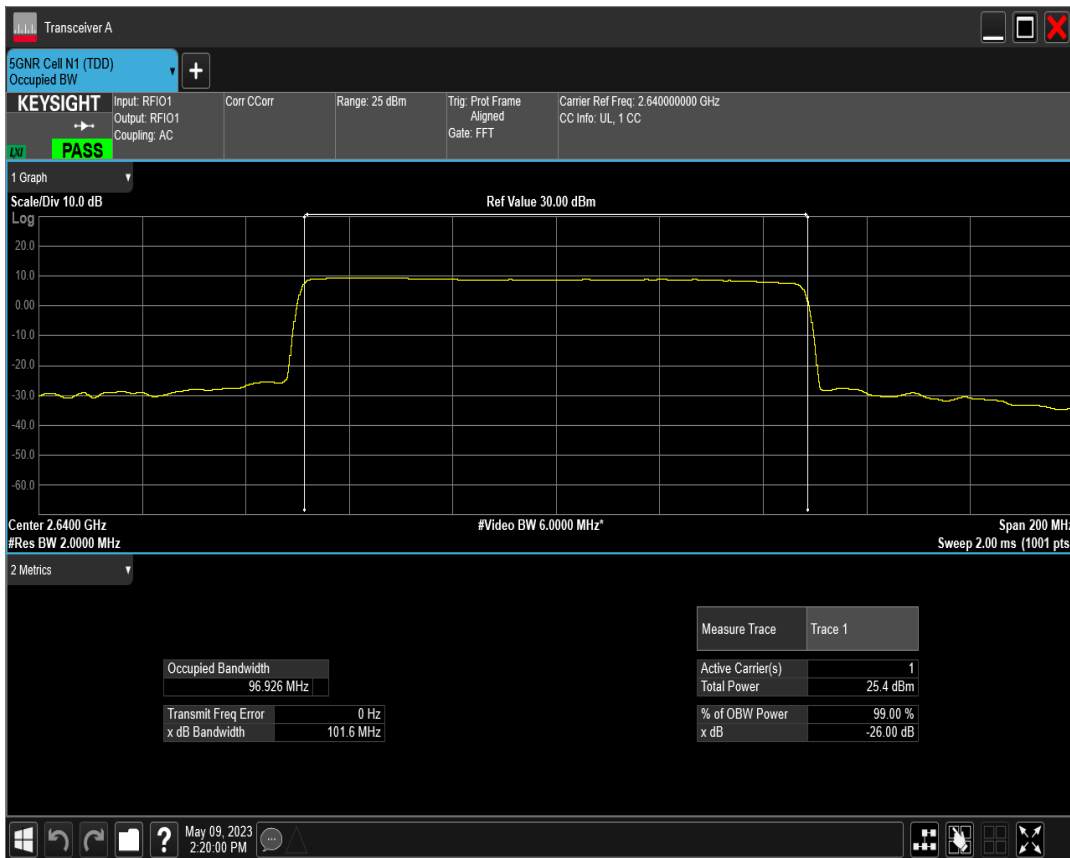 Transceiver A
5GNR Cell N1 (TDD)
Occupied BW
+
KEYSIGHT
LXI
PASS
Input: RFIO1
Output: RFIO1
Coupling: AC
Corr CCorr
Range: 25 dBm
Trig: Prot Frame
Aligned
Gate: FFT
Carrier Ref Freq: 2.640000000 GHz
CC Info: UL, 1 CC
1 Graph
Scale/Div 10.0 dB
Ref Value 30.00 dBm
Log
20.0
10.0
0.00
-10.0
-20.0
-30.0
-40.0
-50.0
-60.0
Center 2.6400 GHz
#Video BW 6.0000 MHz*
Span 200 MHz
#Res BW 2.0000 MHz
Sweep 2.00 ms (1001 pts
2 Metrics
Measure Trace Trace 1
Occupied Bandwidth
96.926 MHz
Active Carrier(s) 1
Total Power 25.4 dBm
Transmit Freq Error 0 Hz
x dB Bandwidth 101.6 MHz
% of OBW Power 99.00 %
x dB -26.00 dB
?
May 09, 2023
2:20:00 PM